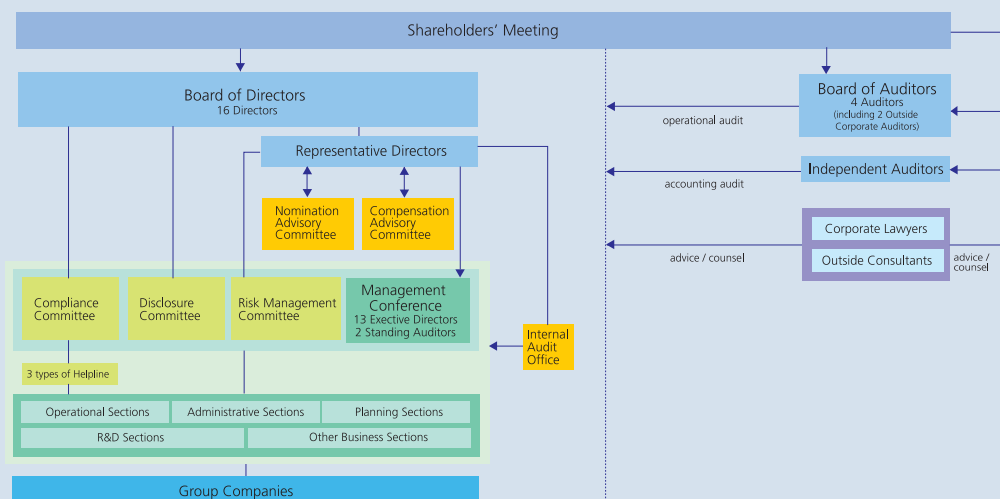 Shareholders' Meeting
Board of Directors
16 Directors
Board of Auditors
4 Auditors
(including 2 Outside
Corporate Auditors)
operational audit
Representative Directors
Independent Auditors
accounting audit
Nomination
Advisory
Committee
Compensation
Advisory
Committee
Corporate Lawyers
Outside Consultants
advice / counsel
advice /
counsel
Compliance
Committee
Disclosure
Committee
Risk Management
Committee
Management
Conference
13 Exective Directors
2 Standing Auditors
Internal
Audit
Office
3 types of Helpline
Operational Sections
Administrative Sections
Planning Sections
R&D Sections
Other Business Sections
Group Companies